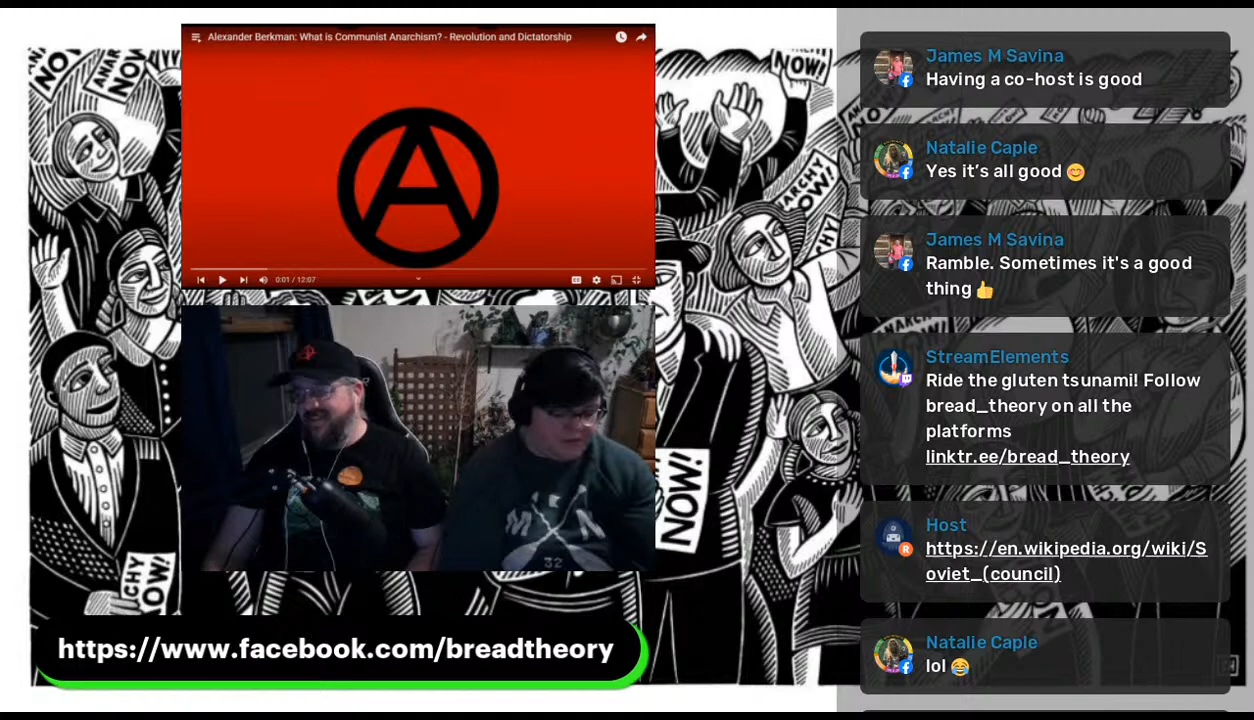 Alexander Berkman: What is Communist Anarchism? - Revolution and Dictatorship
0:01 / 12:07
NOW!
NOW!
NOW!
NOW!
NOW!
32
https://www.facebook.com/breadtheory
James M Savina
Having a co-host is good
Natalie Caple
Yes it’s all good 😊
James M Savina
Ramble. Sometimes it's a good
thing 👍
StreamElements
Ride the gluten tsunami! Follow
bread_theory on all the
platforms
linktr.ee/bread_theory
Host
https://en.wikipedia.org/wiki/S
oviet_(council)
Natalie Caple
lol 😂